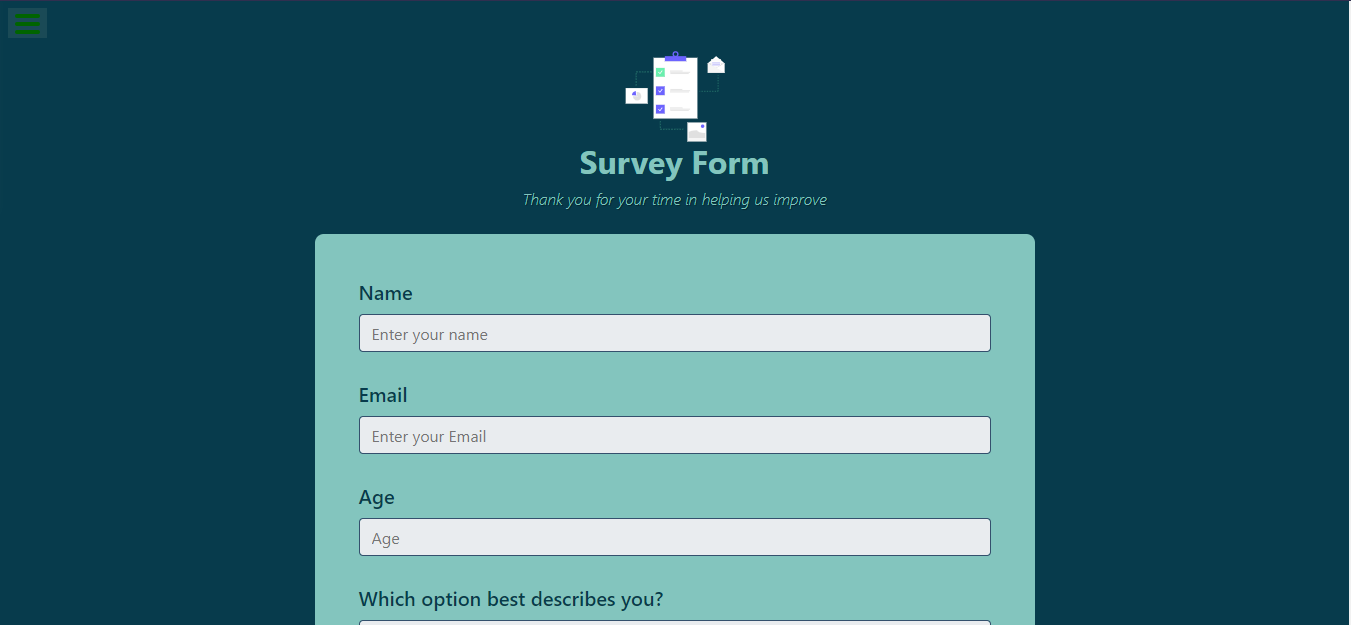 Survey Form
Thank you for your time in helping us improve
Name
Enter your name
Email
Enter your Email
Age
Age
Which option best describes you?